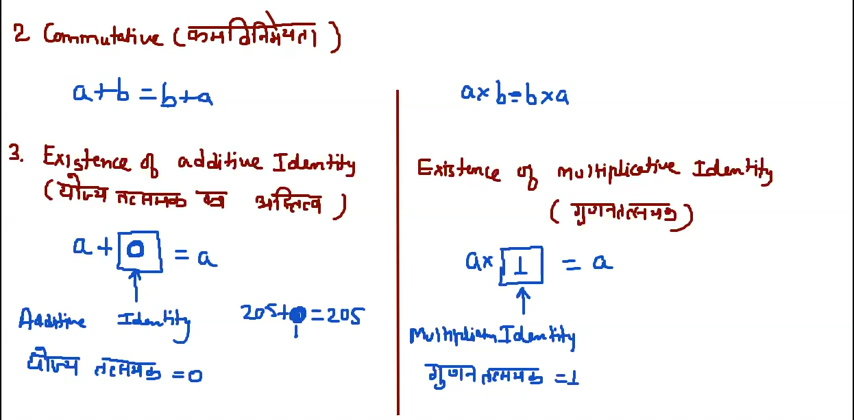 2 Commutative (क्रमविनिमेयता)
a+b=b+a
a×b=b×a
3. Existence of additive Identity
(योज्य तत्समक का अस्तित्व)
a+0=a
Additive Identity
205+0=205
योज्य तत्समक =0
Existence of multiplicative Identity
(गुणनतत्समक)
a× 1 = a
Identity
गुणन तत्समक =1